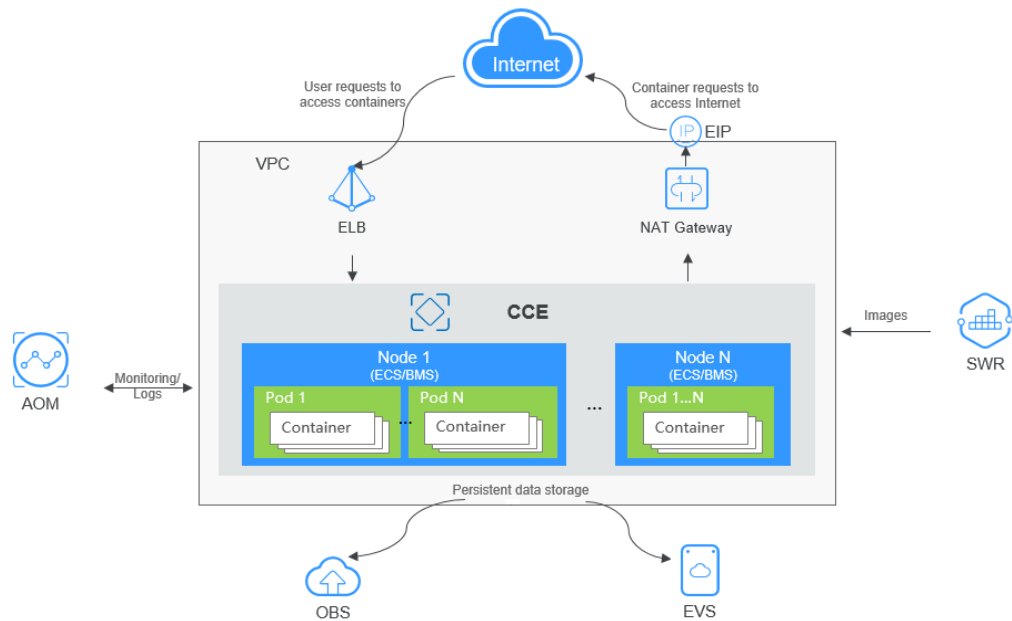 Internet
User requests to
access containers
Container requests to
access Internet
IP EIP
VPC
ELB
NAT Gateway
CCE
Images
SWR
Node 1
(ECS/BMS)
Node N
(ECS/BMS)
Pod 1
Pod N
Pod 1...N
Container
...
Container
...
Container
Monitoring/
Logs
AOM
Persistent data storage
OBS
EVS